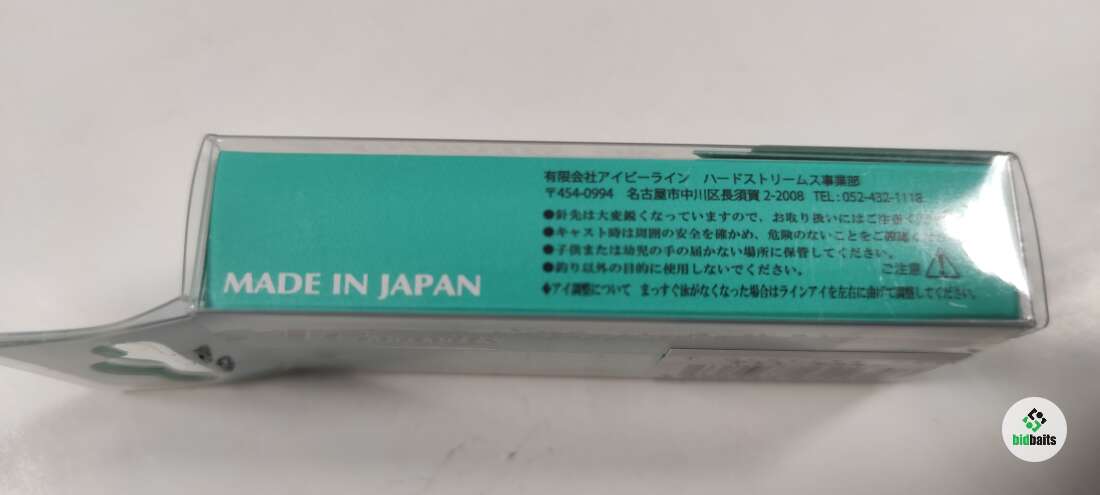 有限会社アイビーライン ハードストリームス事業部
〒454-0994 名古屋市中川区長須賀 2-2008 TEL : 052-432-1118
●針先は大変鋭くなっていますので、お取り扱いにはご注意く
●キャスト時は周囲の安全を確かめ、危険のないことをご確認く
●子供または幼児の手の届かない場所に保管してください。
●釣り以外の目的に使用しないでください。 ご注意
♦アイ調整について まっすぐ泳がなくなった場合はラインアイを左右に曲げて調整してください。
MADE IN JAPAN
bidbaits